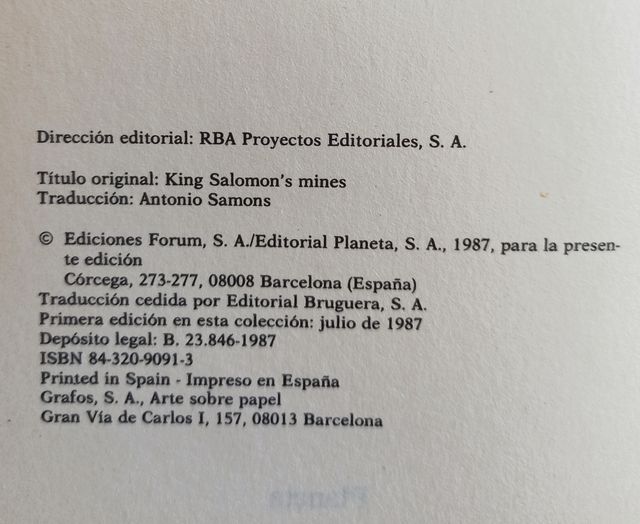 Dirección editorial: RBA Proyectos Editoriales, S. A.
Título original: King Salomon's mines
Traducción: Antonio Samons
© Ediciones Forum, S. A./Editorial Planeta, S. A., 1987, para la presen-
te edición
Córcega, 273-277, 08008 Barcelona (España)
Traducción cedida por Editorial Bruguera, S. A.
Primera edición en esta colección: julio de 1987
Depósito legal: B. 23.846-1987
ISBN 84-320-9091-3
Printed in Spain - Impreso en España
Grafos, S. A., Arte sobre papel
Gran Vía de Carlos I, 157, 08013 Barcelona
Planeta